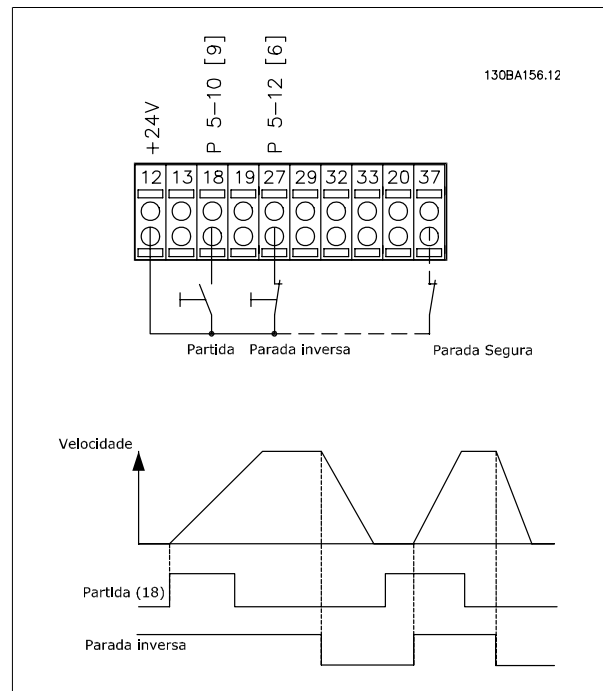 130BA156.12
+24V
P 5-10 [9]
P 5-12 [6]
12 13 18 19 27 29 32 33 20 37
Partida Parada inversa Parada Segura
Velocidade
Partida (18)
Parada inversa